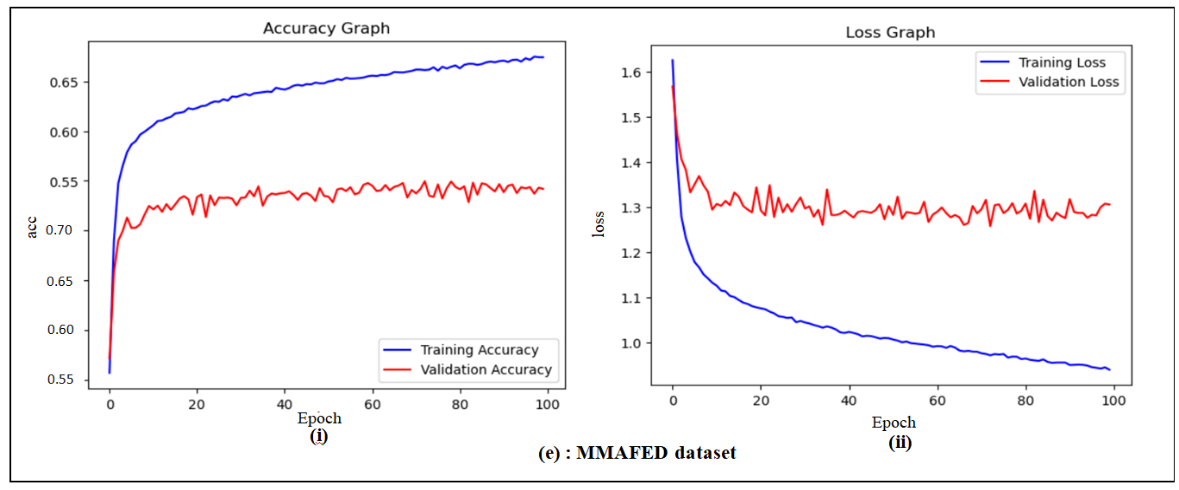 Accuracy Graph
0.65
0.60
0.55
0.70
0.65
0.60
0.55
acc
0 20 40 60 80 100
Epoch
(i)
Training Accuracy
Validation Accuracy
Loss Graph
1.6
1.5
1.4
1.3
1.2
1.1
1.0
loss
0 20 40 60 80 100
Epoch
(ii)
Training Loss
Validation Loss
(e) : MMAFED dataset